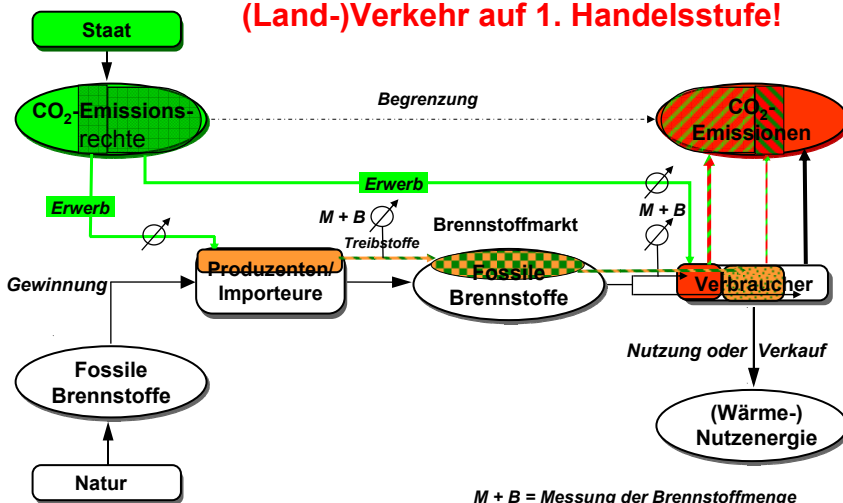 (Land-)Verkehr auf 1. Handelsstufe!
Staat
CO₂-Emissions-
rechte
Begrenzung
CO₂-
Emissionen
Erwerb
Erwerb
M + B
Treibstoffe
Brennstoffmarkt
M + B
Gewinnung
Produzenten/
Importeure
Fossile
Brennstoffe
Verbraucher
Fossile
Brennstoffe
Nutzung oder Verkauf
(Wärme-)
Nutzenergie
Natur
M + B = Messung der Brennstoffmenge